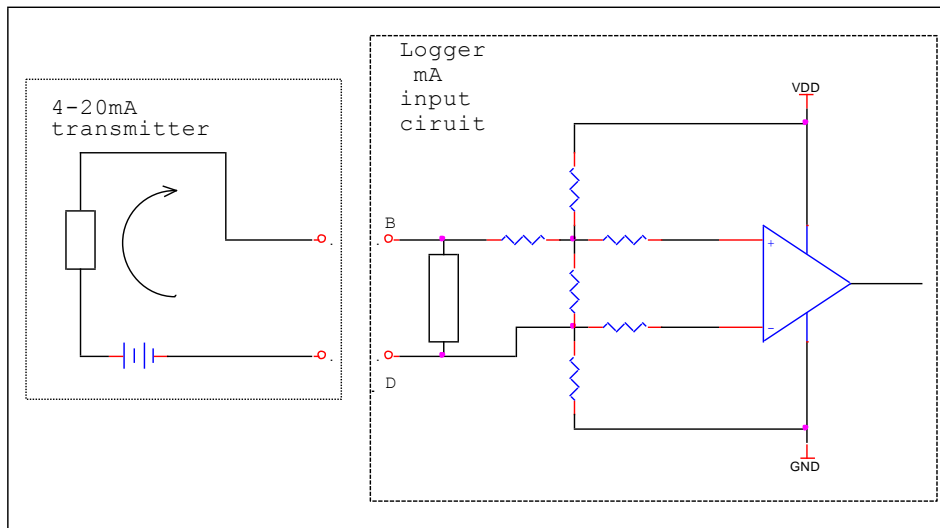 4-20mA
transmitter
Logger
mA
input
ciruit
VDD
B
+
-
D
GND